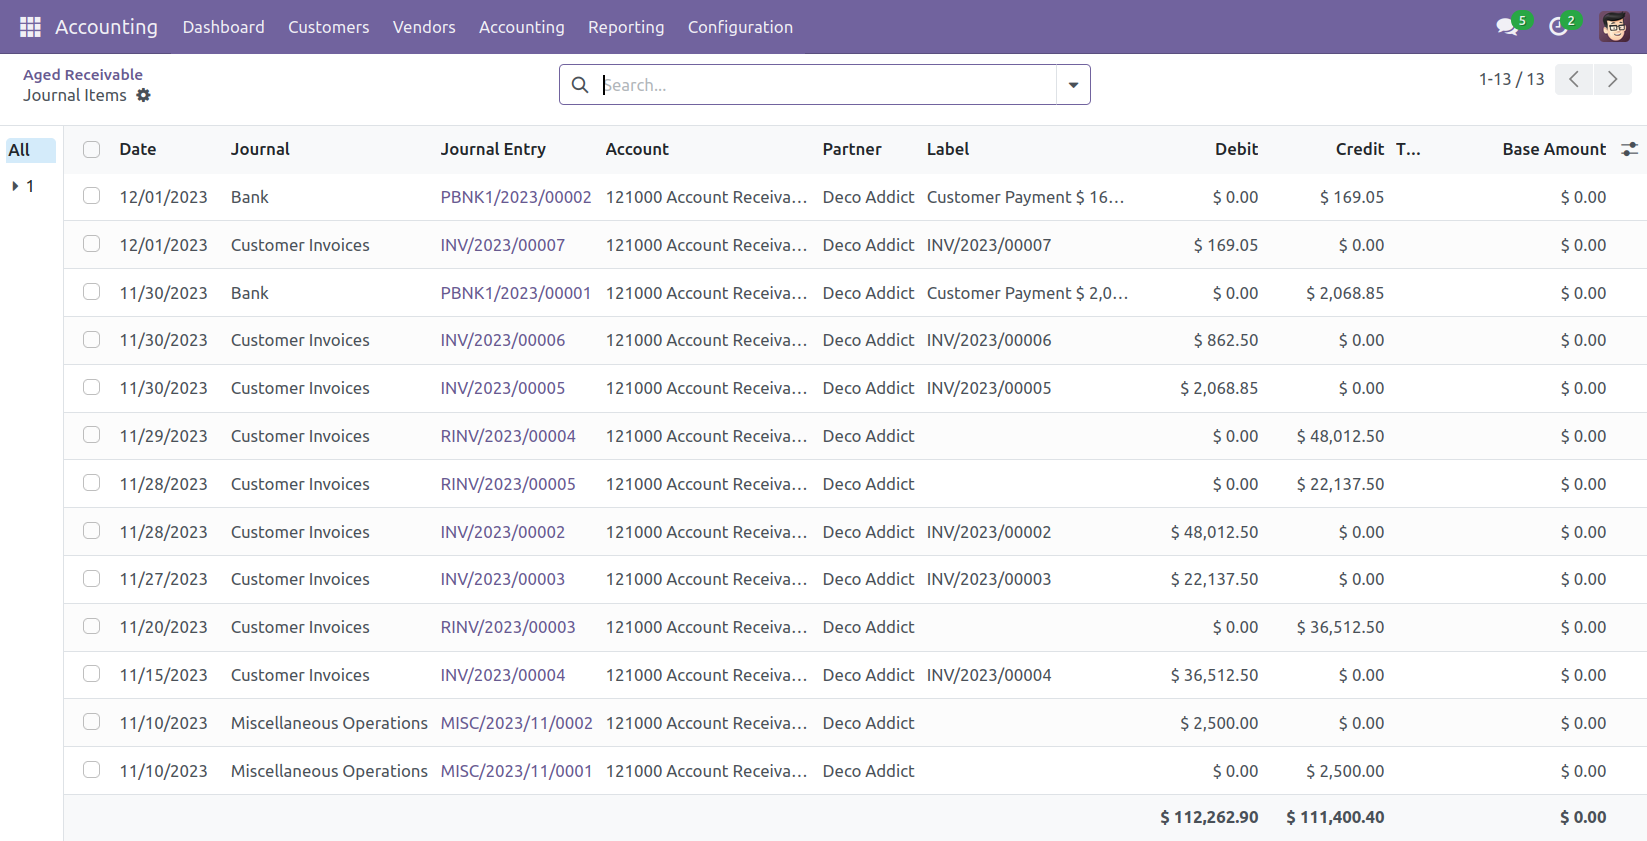 Accounting Dashboard Customers Vendors Accounting Reporting Configuration 5 2
Aged Receivable
Journal Items Search... 1-13 / 13
All Date Journal Journal Entry Account Partner Label Debit Credit T... Base Amount
1
12/01/2023 Bank PBNK1/2023/00002 121000 Account Receiva... Deco Addict Customer Payment $ 16... $ 0.00 $ 169.05 $ 0.00
12/01/2023 Customer Invoices INV/2023/00007 121000 Account Receiva... Deco Addict INV/2023/00007 $ 169.05 $ 0.00 $ 0.00
11/30/2023 Bank PBNK1/2023/00001 121000 Account Receiva... Deco Addict Customer Payment $ 2,0... $ 0.00 $ 2,068.85 $ 0.00
11/30/2023 Customer Invoices INV/2023/00006 121000 Account Receiva... Deco Addict INV/2023/00006 $ 862.50 $ 0.00 $ 0.00
11/30/2023 Customer Invoices INV/2023/00005 121000 Account Receiva... Deco Addict INV/2023/00005 $ 2,068.85 $ 0.00 $ 0.00
11/29/2023 Customer Invoices RINV/2023/00004 121000 Account Receiva... Deco Addict $ 0.00 $ 48,012.50 $ 0.00
11/28/2023 Customer Invoices RINV/2023/00005 121000 Account Receiva... Deco Addict $ 0.00 $ 22,137.50 $ 0.00
11/28/2023 Customer Invoices INV/2023/00002 121000 Account Receiva... Deco Addict INV/2023/00002 $ 48,012.50 $ 0.00 $ 0.00
11/27/2023 Customer Invoices INV/2023/00003 121000 Account Receiva... Deco Addict INV/2023/00003 $ 22,137.50 $ 0.00 $ 0.00
11/20/2023 Customer Invoices RINV/2023/00003 121000 Account Receiva... Deco Addict $ 0.00 $ 36,512.50 $ 0.00
11/15/2023 Customer Invoices INV/2023/00004 121000 Account Receiva... Deco Addict INV/2023/00004 $ 36,512.50 $ 0.00 $ 0.00
11/10/2023 Miscellaneous Operations MISC/2023/11/0002 121000 Account Receiva... Deco Addict $ 2,500.00 $ 0.00 $ 0.00
11/10/2023 Miscellaneous Operations MISC/2023/11/0001 121000 Account Receiva... Deco Addict $ 0.00 $ 2,500.00 $ 0.00
$ 112,262.90 $ 111,400.40 $ 0.00